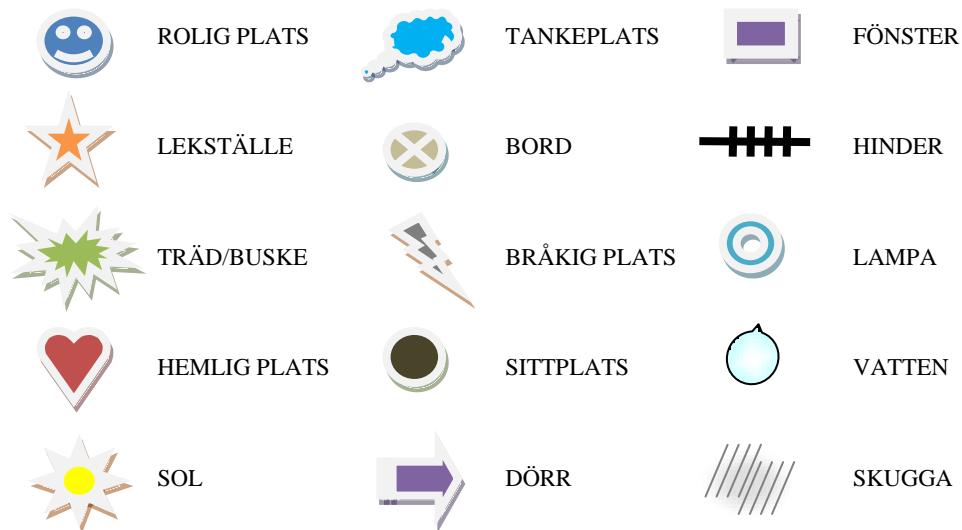 ROLIG PLATS
TANKEPLATS
FÖNSTER
LEKSTÄLLE
BORD
HINDER
TRÄD/BUSKE
BRÅKIG PLATS
LAMPA
HEMLIG PLATS
SITTPLATS
VATTEN
SOL
DÖRR
SKUGGA